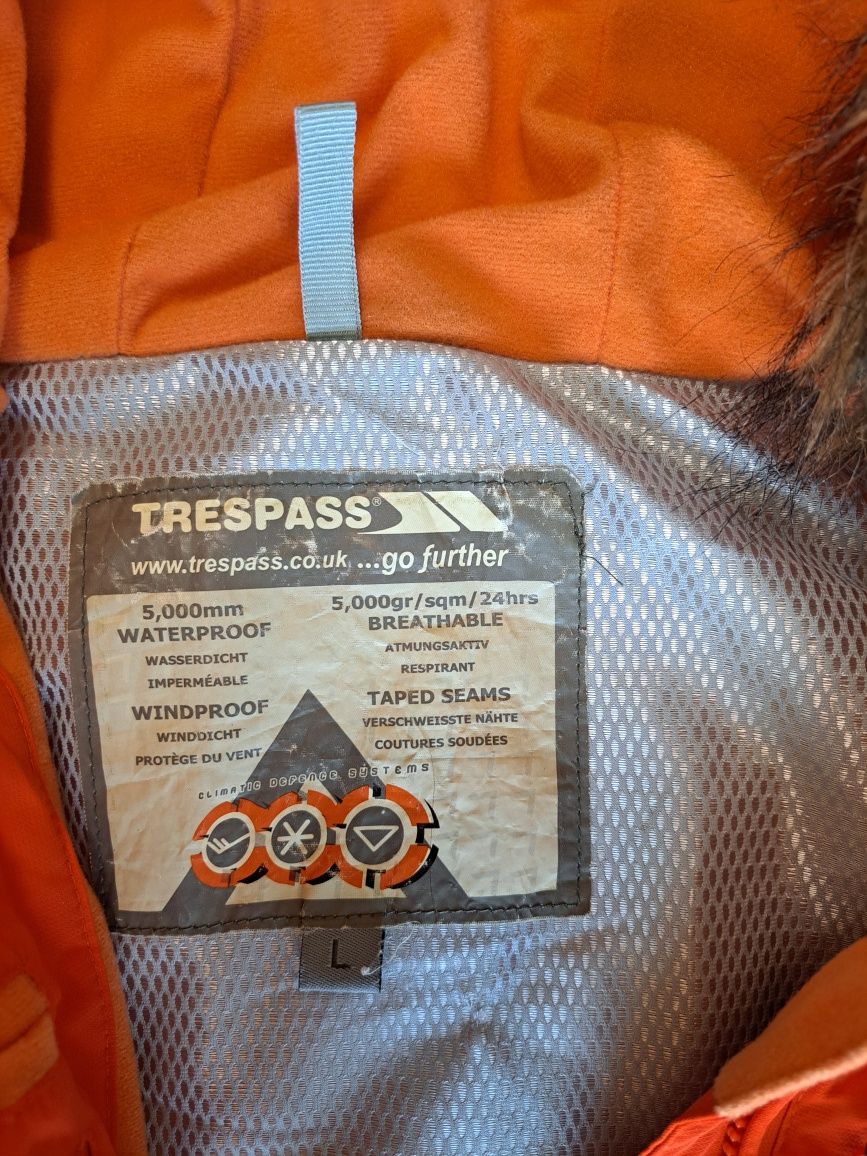 TRESPASS®
www.trespass.co.uk ...go further
5,000mm
WATERPROOF
WASSERDICHT
IMPERMÉABLE
WINDPROOF
WINDDICHT
PROTÈGE DU VENT
5,000gr/sqm/24hrs
BREATHABLE
ATMUNGSAKTIV
RESPIRANT
TAPED SEAMS
VERSCHWEISSTE NÄHTE
COUTURES SOUDÉES
CLIMATIC DEFENCE SYSTEMS
L